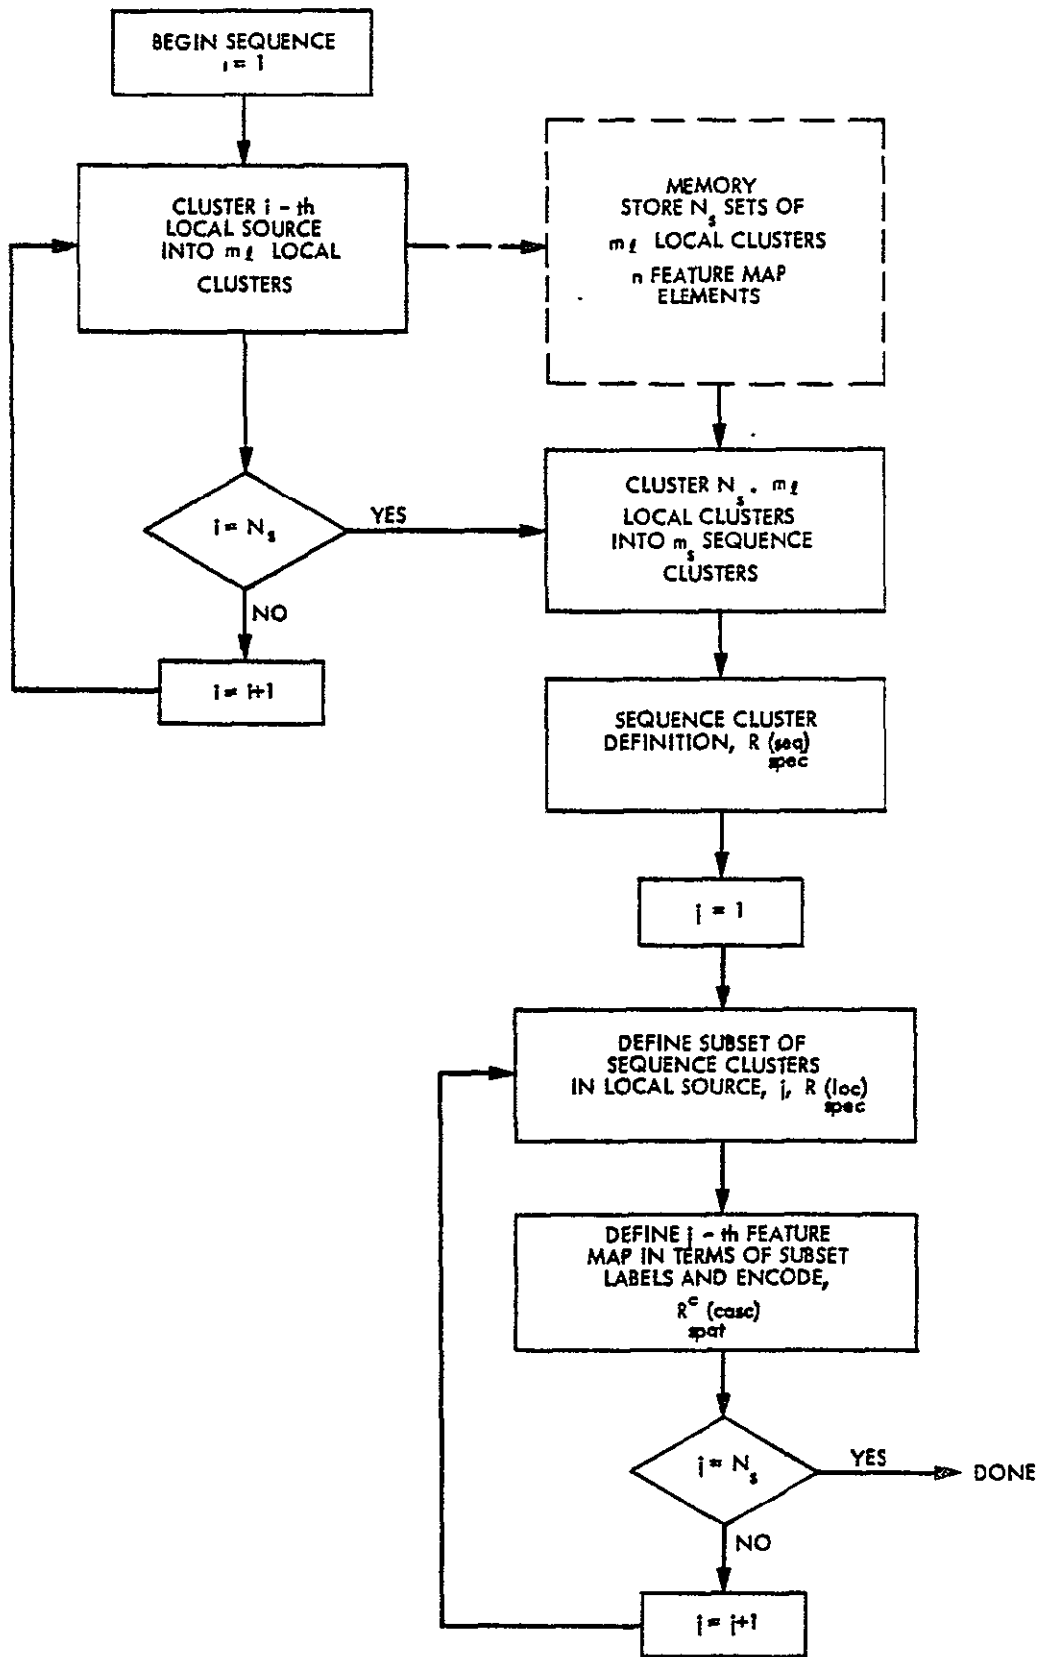 BEGIN SEQUENCE
i = 1
CLUSTER i - th
LOCAL SOURCE
INTO mℓ LOCAL
CLUSTERS
MEMORY
STORE Nₛ SETS OF
mℓ LOCAL CLUSTERS
n FEATURE MAP
ELEMENTS
i = Nₛ
YES
NO
i = i+1
CLUSTER Nₛ . mℓ
LOCAL CLUSTERS
INTO mₛ SEQUENCE
CLUSTERS
SEQUENCE CLUSTER
DEFINITION, R (seq)
spec
j = 1
DEFINE SUBSET OF
SEQUENCE CLUSTERS
IN LOCAL SOURCE, j, R (loc)
spec
DEFINE j - th FEATURE
MAP IN TERMS OF SUBSET
LABELS AND ENCODE,
Rᶜ (casc)
spat
j = Nₛ
YES
DONE
NO
j = j+1